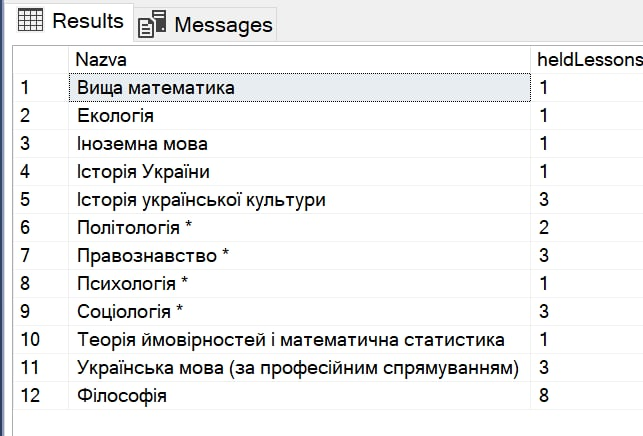 Results Messages
Nazva heldLessons
1 Вища математика 1
2 Екологія 1
3 Іноземна мова 1
4 Історія України 1
5 Історія української культури 3
6 Політологія * 2
7 Правознавство * 3
8 Психологія * 1
9 Соціологія * 3
10 Теорія ймовірностей і математична статистика 1
11 Українська мова (за професійним спрямуванням) 3
12 Філософія 8